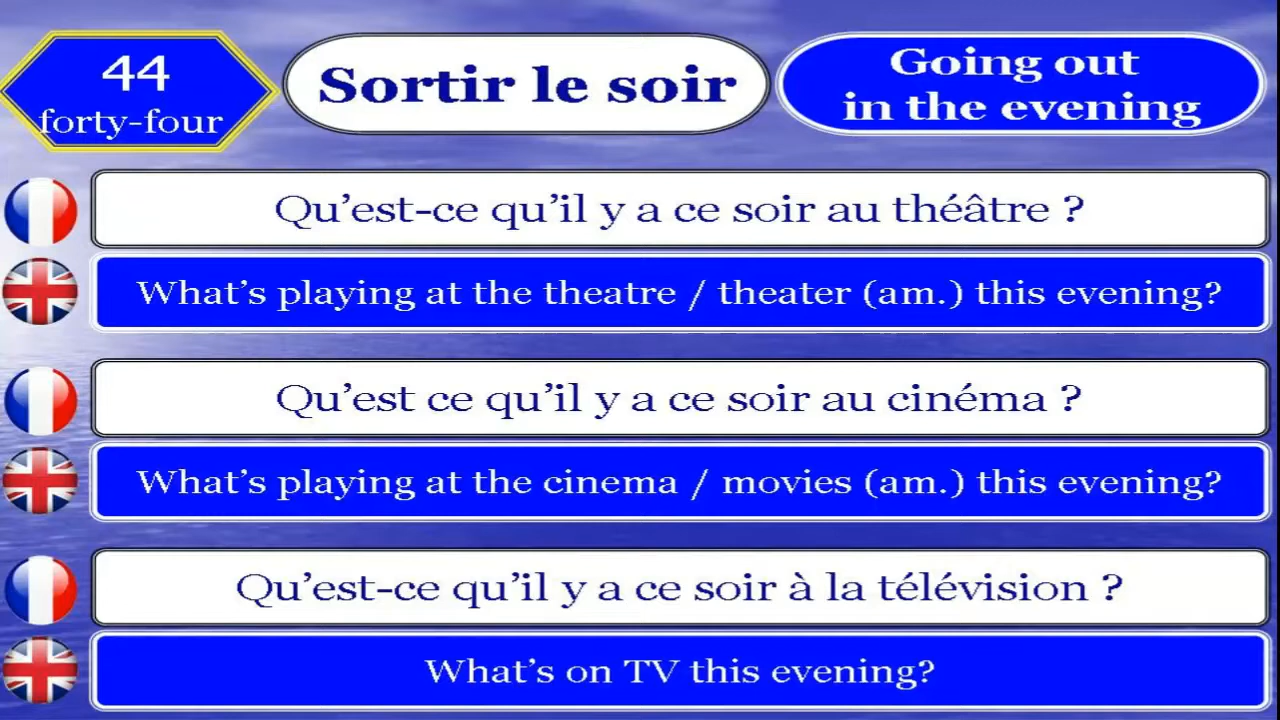 44
forty-four
Sortir le soir
Going out
in the evening
Qu’est-ce qu’il y a ce soir au théâtre ?
What’s playing at the theatre / theater (am.) this evening?
Qu’est ce qu’il y a ce soir au cinéma ?
What’s playing at the cinema / movies (am.) this evening?
Qu’est-ce qu’il y a ce soir à la télévision ?
What’s on TV this evening?